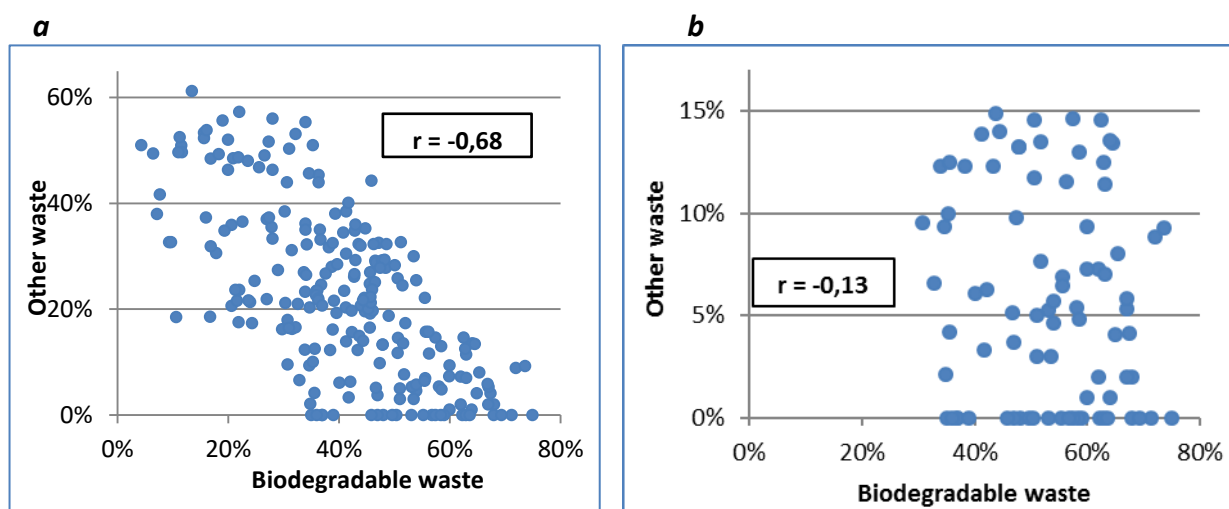 a
Other waste
60%
40%
20%
0%
r = -0,68
0% 20% 40% 60% 80%
Biodegradable waste
b
Other waste
15%
10%
5%
0%
r = -0,13
0% 20% 40% 60% 80%
Biodegradable waste